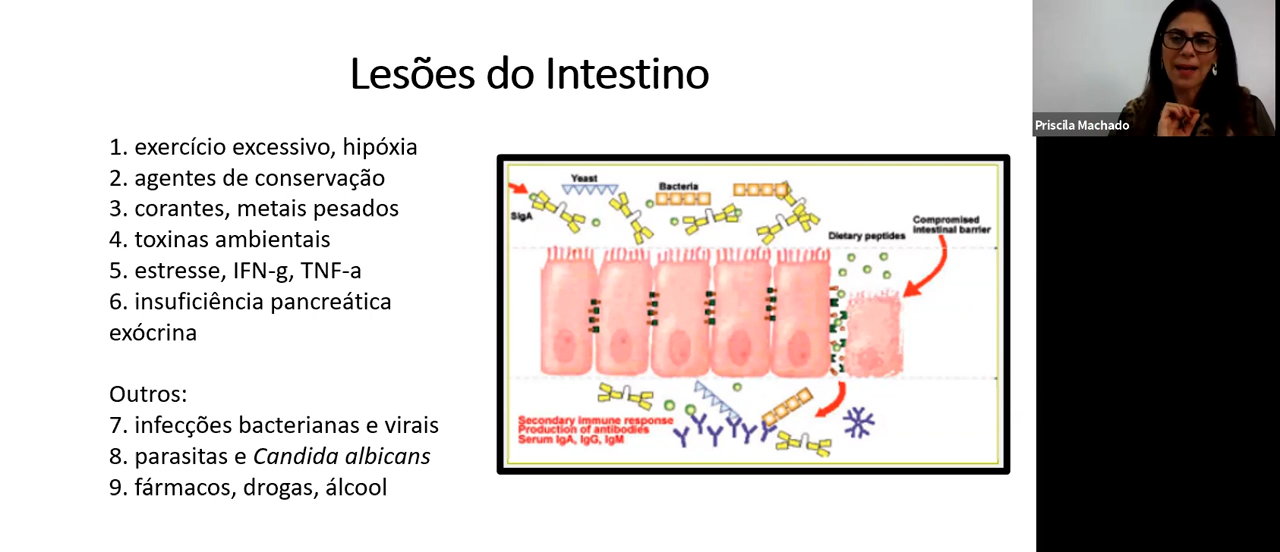 Lesões do Intestino
1. exercício excessivo, hipóxia
2. agentes de conservação
3. corantes, metais pesados
4. toxinas ambientais
5. estresse, IFN-g, TNF-a
6. insuficiência pancreática
exócrina
Outros:
7. infecções bacterianas e virais
8. parasitas e Candida albicans
9. fármacos, drogas, álcool
Yeast
Bacteria
SIgA
Dietary peptides
Compromised
intestinal barrier
Secondary immune response
Production of antibodies
Serum IgA, IgG, IgM
Priscila Machado